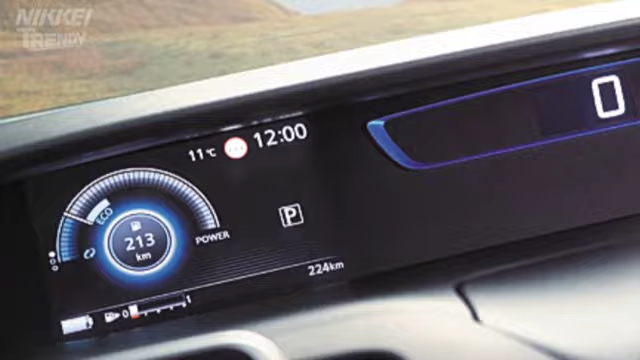 NIKKEI
TRENDY
0
11℃ 12:00
ECO
213
km
POWER
P
224km
0 1